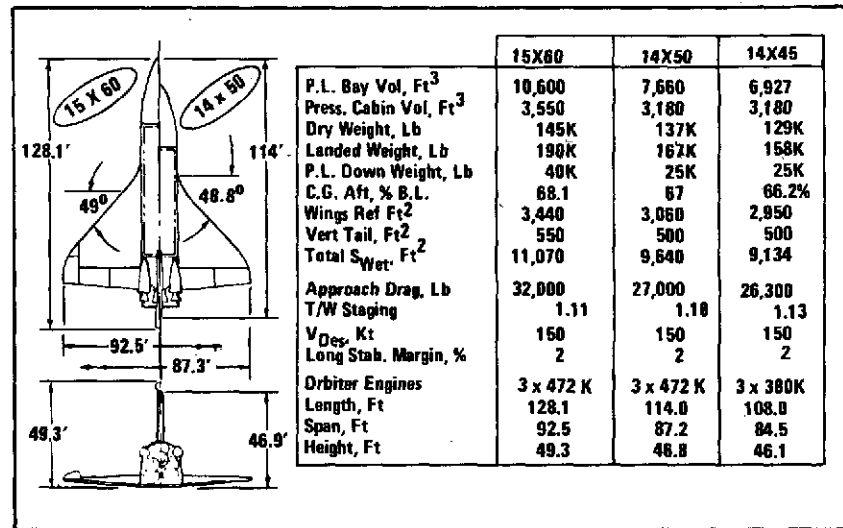 15 X 60
14 x 50
128.1'
114'
49º
48.8º
92.5'
87.3'
49.3'
46.9'
15X60 14X50 14X45
P.L. Bay Vol, Ft3 10,600 7,660 6,927
Press. Cabin Vol, Ft3 3,550 3,180 3,180
Dry Weight, Lb 145K 137K 129K
Landed Weight, Lb 190K 167K 158K
P.L. Down Weight, Lb 40K 25K 25K
C.G. Aft, % B.L. 68.1 67 66.2%
Wings Ref Ft2 3,440 3,060 2,950
Vert Tail, Ft2 550 500 500
Total SWet, Ft2 11,070 9,640 9,134
Approach Drag, Lb 32,000 27,000 26,300
T/W Staging 1.11 1.18 1.13
VDes, Kt 150 150 150
Long Stab. Margin, % 2 2 2
Orbiter Engines 3 x 472 K 3 x 472 K 3 x 380K
Length, Ft 128.1 114.0 108.0
Span, Ft 92.5 87.2 84.5
Height, Ft 49.3 46.8 46.1